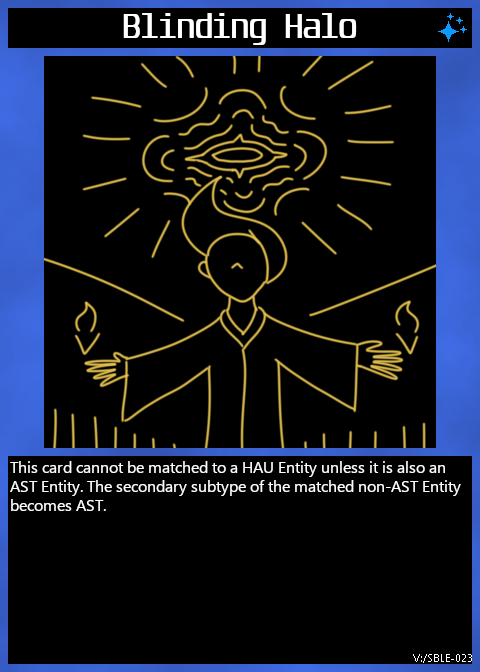 Blinding Halo
This card cannot be matched to a HAU Entity unless it is also an
AST Entity. The secondary subtype of the matched non-AST Entity
becomes AST.
V:/SBLE-023